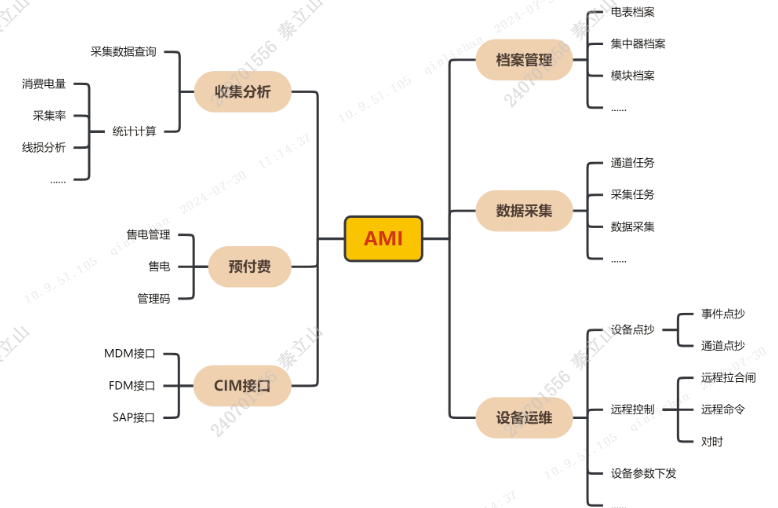 AMI
收集分析
采集数据查询
统计计算
消费电量
采集率
线损分析
......
预付费
售电管理
售电
管理码
CIM接口
MDM接口
FDM接口
SAP接口
档案管理
电表档案
集中器档案
模块档案
......
数据采集
通道任务
采集任务
数据采集
......
设备运维
设备点抄
事件点抄
通道点抄
远程控制
远程拉合闸
远程命令
对时
设备参数下发
......
240701556 秦立山
10.9.51.105 qinlishan 2024-07-30 11:14:37